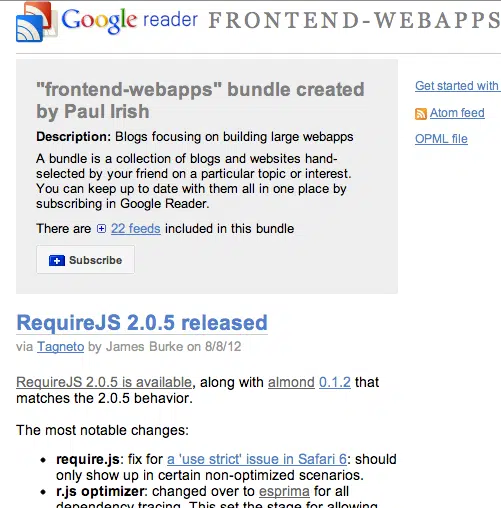 Google reader FRONTEND-WEBAPPS
"frontend-webapps" bundle created
by Paul Irish
Description: Blogs focusing on building large webapps
A bundle is a collection of blogs and websites hand-
selected by your friend on a particular topic or interest.
You can keep up to date with them all in one place by
subscribing in Google Reader.
There are 22 feeds included in this bundle
Subscribe
Get started with
Atom feed
OPML file
RequireJS 2.0.5 released
via Tagneto by James Burke on 8/8/12
RequireJS 2.0.5 is available, along with almond 0.1.2 that
matches the 2.0.5 behavior.
The most notable changes:
• require.js: fix for a 'use strict' issue in Safari 6: should
only show up in certain non-optimized scenarios.
• r.js optimizer: changed over to esprima for all
dependency tracing. This set the stage for allowing